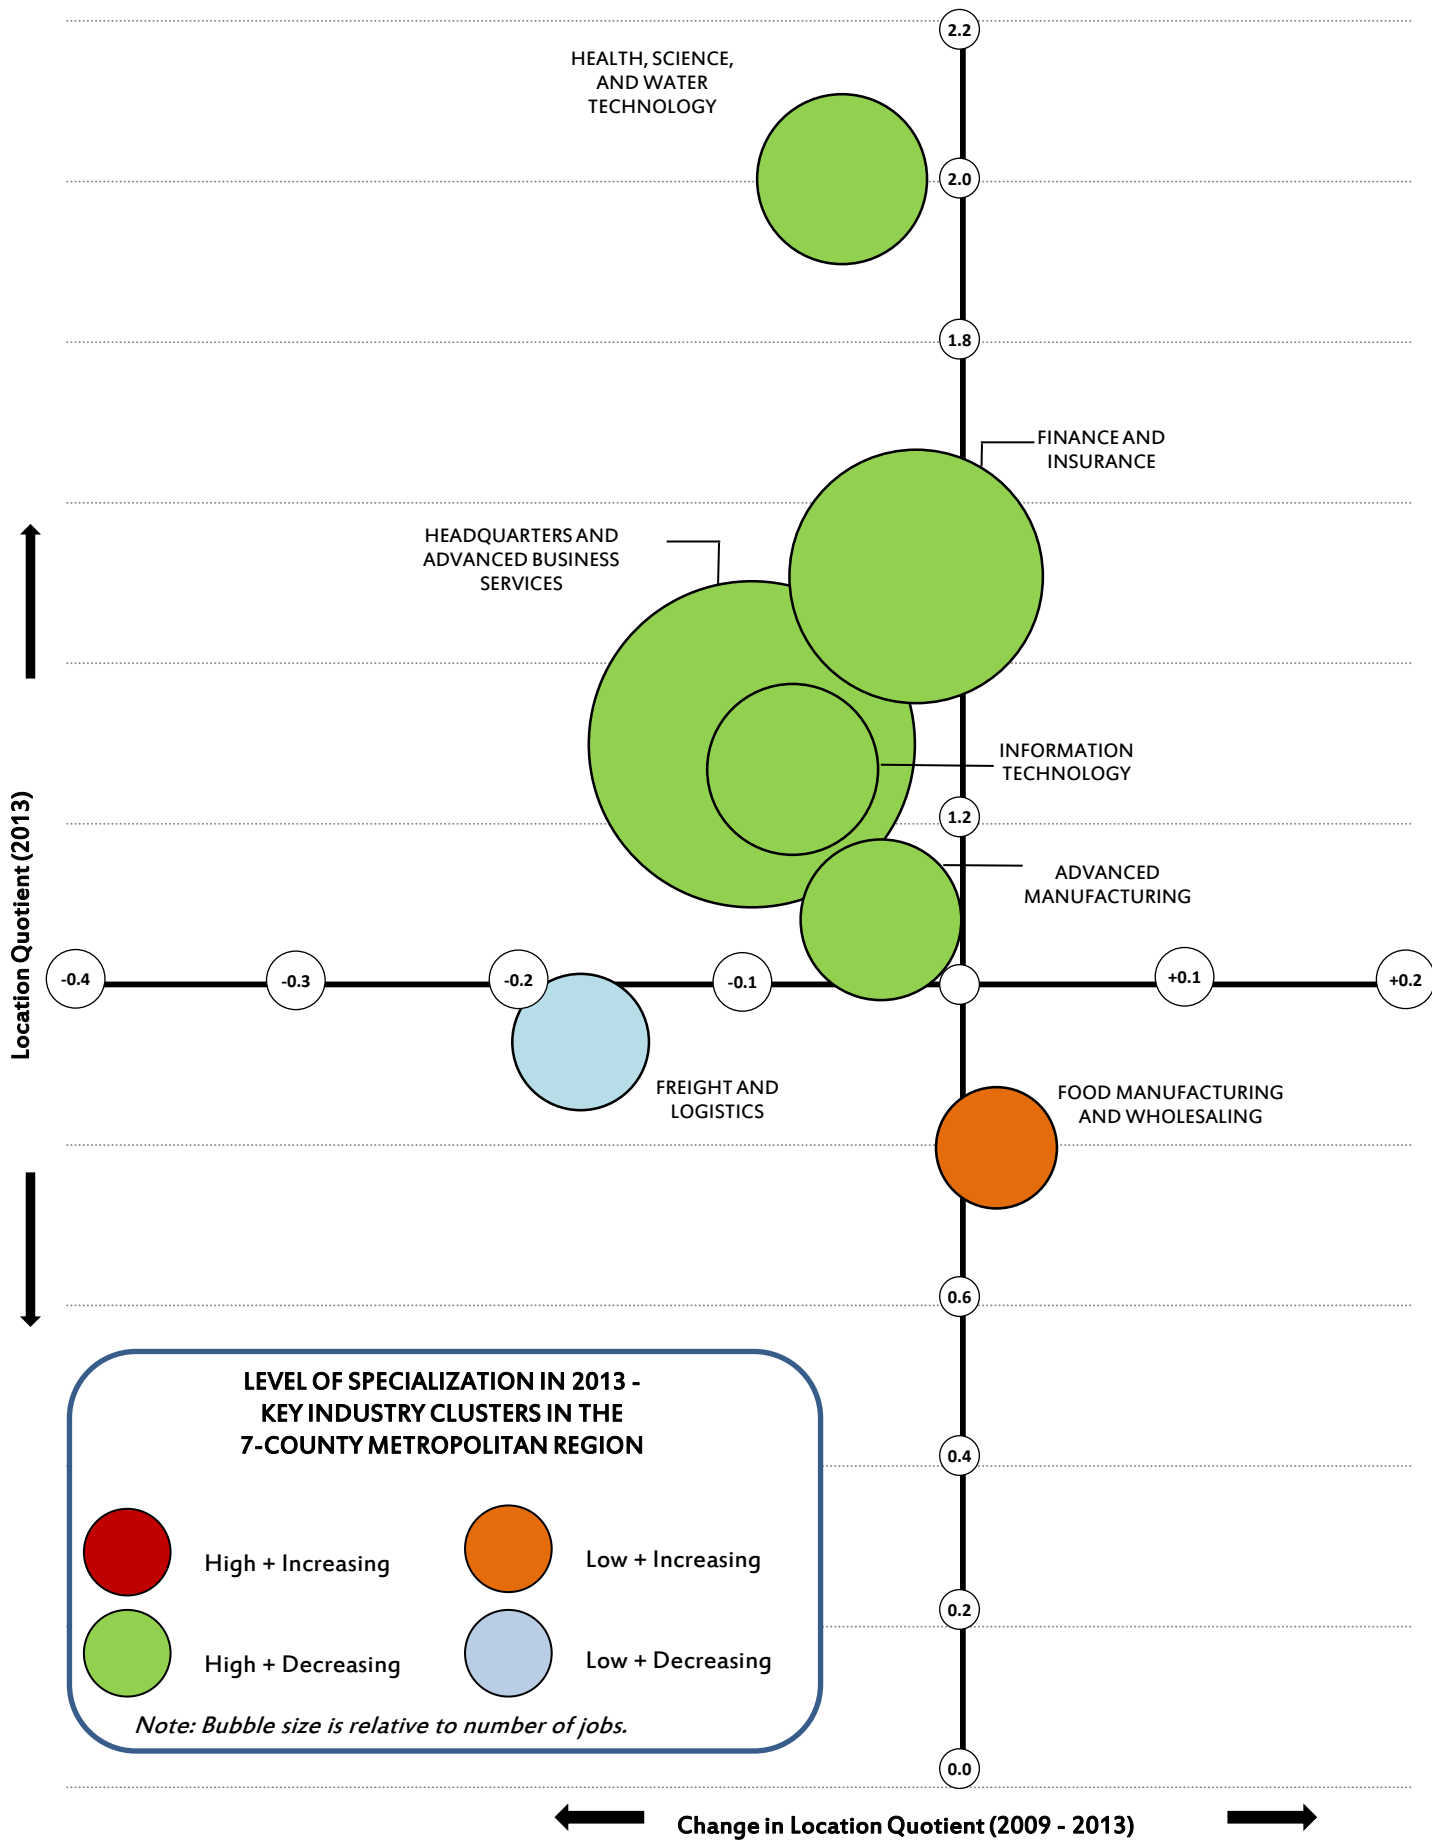 2.2
HEALTH, SCIENCE,
AND WATER
TECHNOLOGY
2.0
1.8
FINANCE AND
INSURANCE
HEADQUARTERS AND
ADVANCED BUSINESS
SERVICES
INFORMATION
TECHNOLOGY
1.2
ADVANCED
MANUFACTURING
Location Quotient (2013)
-0.4
-0.3
-0.2
-0.1
+0.1
+0.2
FREIGHT AND
LOGISTICS
FOOD MANUFACTURING
AND WHOLESALING
0.6
LEVEL OF SPECIALIZATION IN 2013 -
KEY INDUSTRY CLUSTERS IN THE
7-COUNTY METROPOLITAN REGION
0.4
High + Increasing
Low + Increasing
0.2
High + Decreasing
Low + Decreasing
Note: Bubble size is relative to number of jobs.
0.0
Change in Location Quotient (2009 - 2013)